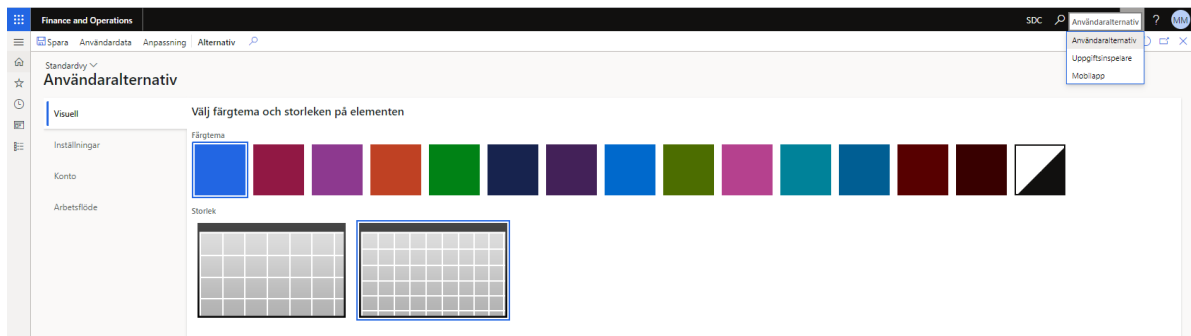 Finance and Operations
SDC Användaralternativ ? MM
Spara Användardata Anpassning Alternativ
Användaralternativ
Uppgiftsinspelare
Mobilapp
Standardvy
Användaralternativ
Visuell
Inställningar
Konto
Arbetsflöde
Välj färgtema och storleken på elementen
Färgtema
Storlek